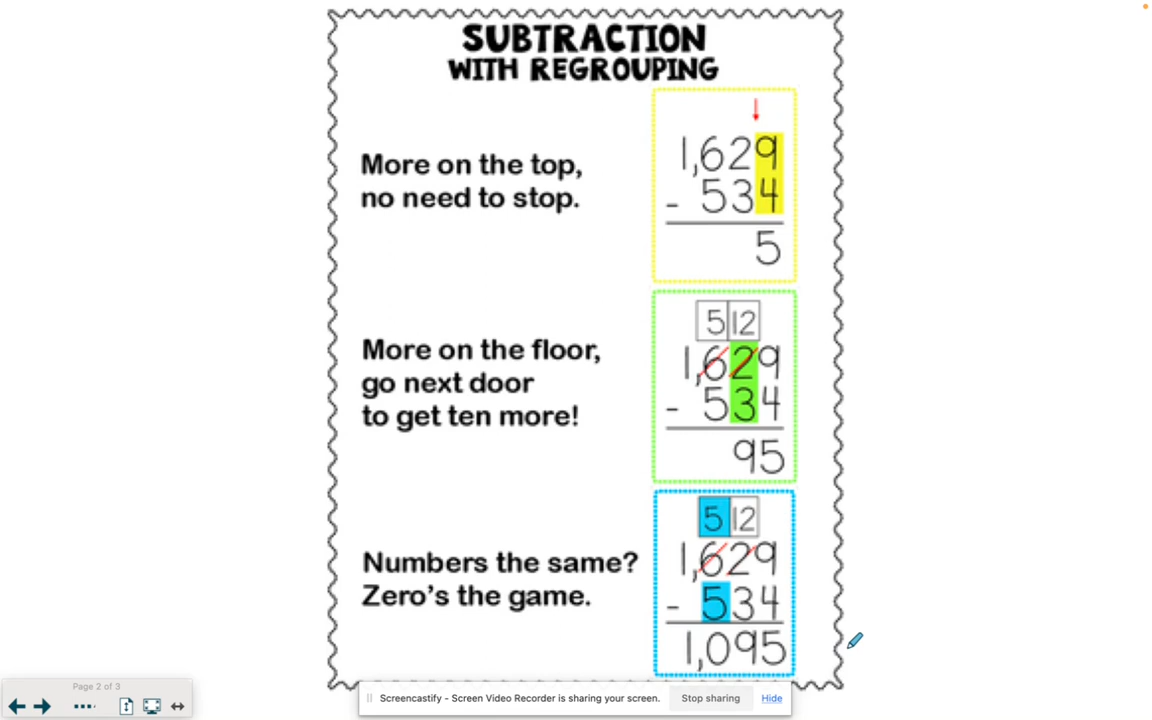 SUBTRACTION
WITH REGROUPING
More on the top,
no need to stop.
1,629
- 534
5
More on the floor,
go next door
to get ten more!
5 12
1,629
- 534
95
Numbers the same?
Zero's the game.
5 12
1,629
- 534
1,095
Page 2 of 3
Screencastify - Screen Video Recorder is sharing your screen.
Stop sharing
Hide